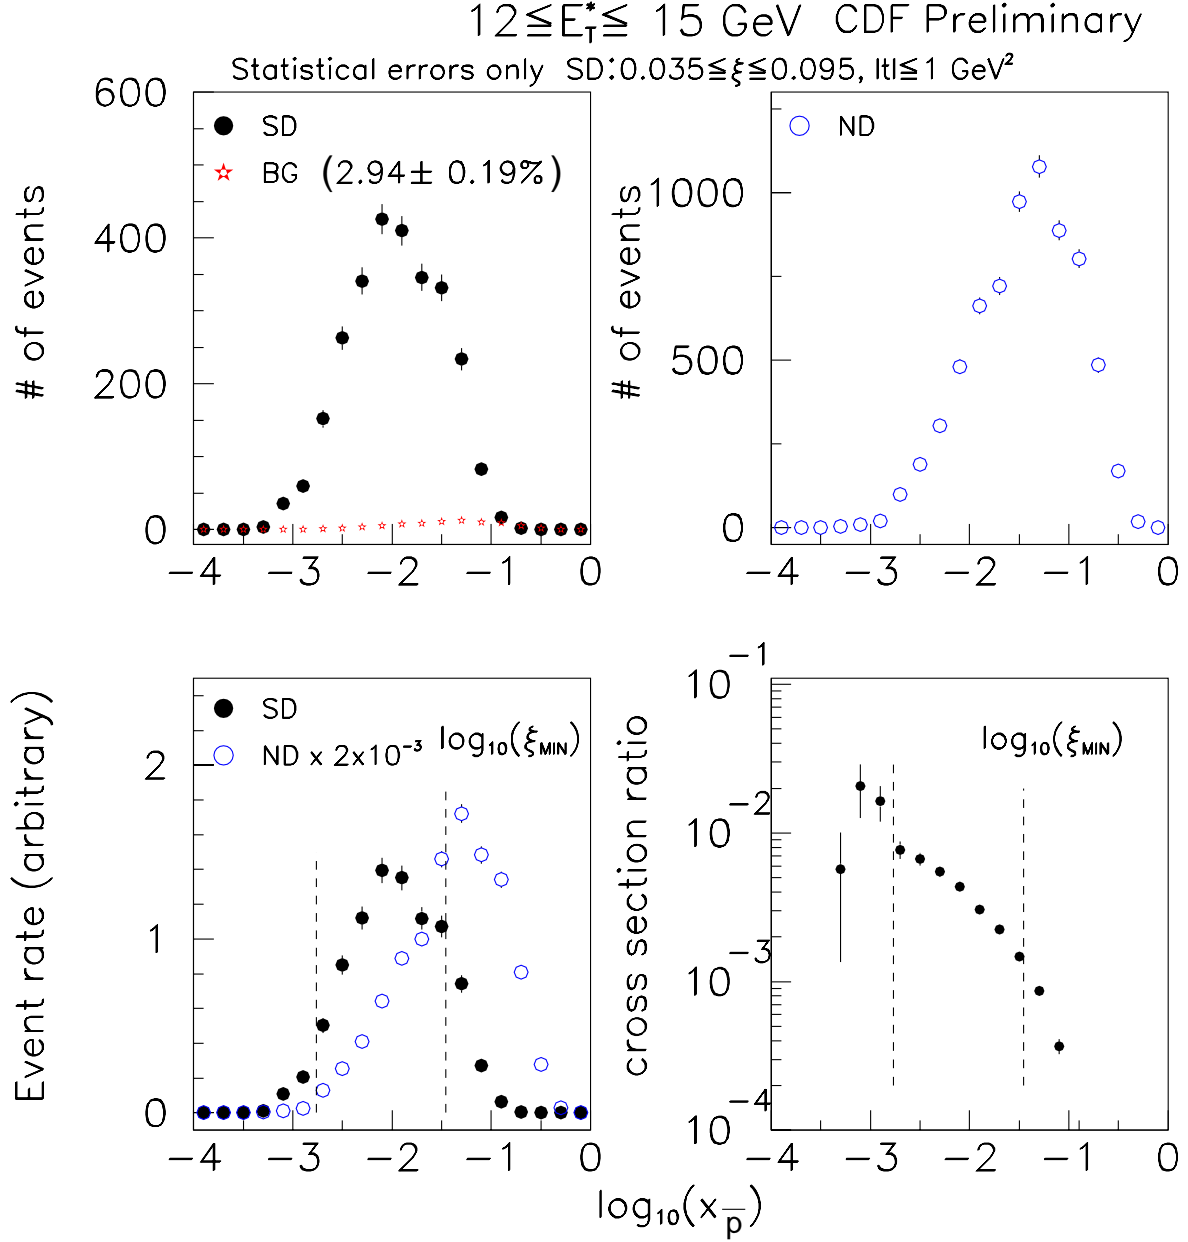 12≤E*T≤ 15 GeV CDF Preliminary
Statistical errors only SD:0.035≤ξ≤0.095, |t|≤1 GeV²
# of events
600
400
200
0
SD
BG (2.94± 0.19%)
-4 -3 -2 -1 0
# of events
1000
500
0
ND
-4 -3 -2 -1 0
Event rate (arbitrary)
2
1
0
SD
ND x 2x10⁻³
log₁₀(ξMIN)
-4 -3 -2 -1 0
cross section ratio
10⁻¹
10⁻²
10⁻³
10⁻⁴
log₁₀(ξMIN)
-4 -3 -2 -1 0
log₁₀(xp̅)